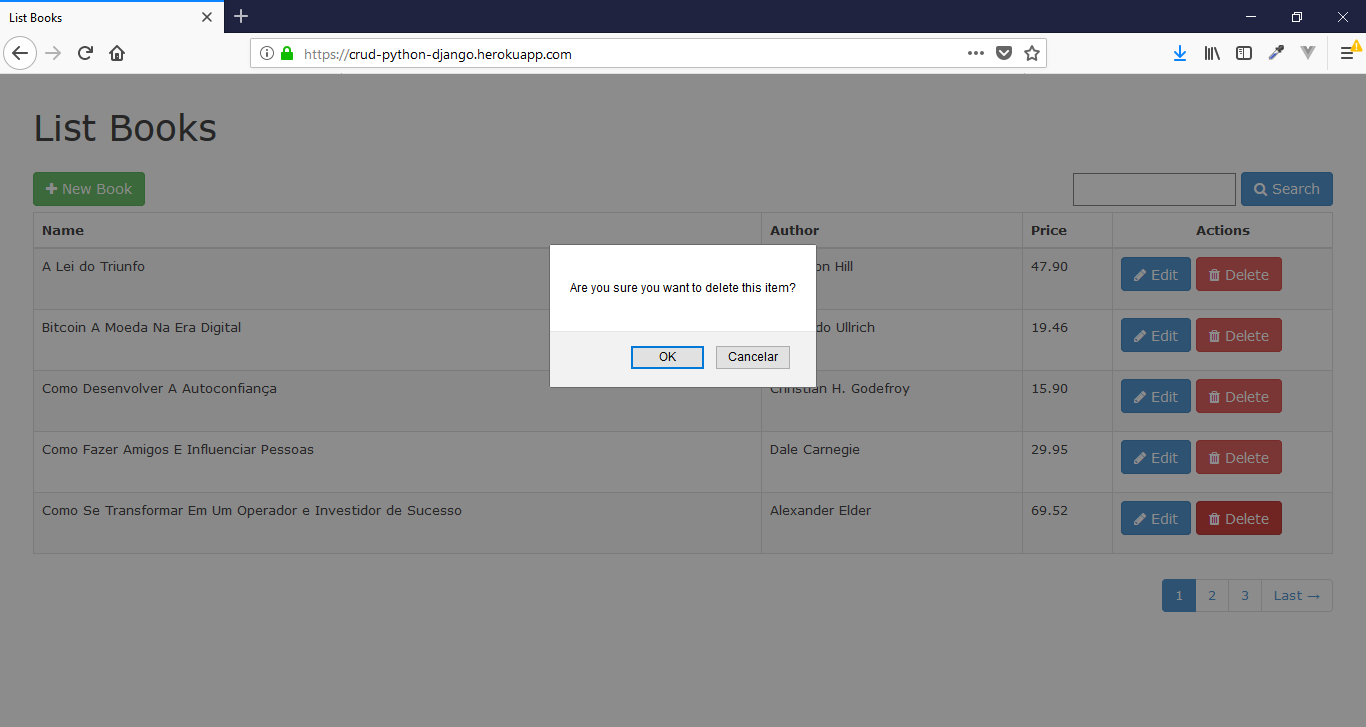 List Books
https://crud-python-django.herokuapp.com
List Books
New Book
Search
Name Author Price Actions
A Lei do Triunfo on Hill 47.90 Edit Delete
Bitcoin A Moeda Na Era Digital do Ullrich 19.46 Edit Delete
Como Desenvolver A Autoconfiança Christian H. Godefroy 15.90 Edit Delete
Como Fazer Amigos E Influenciar Pessoas Dale Carnegie 29.95 Edit Delete
Como Se Transformar Em Um Operador e Investidor de Sucesso Alexander Elder 69.52 Edit Delete
Are you sure you want to delete this item?
OK Cancelar
1 2 3 Last →